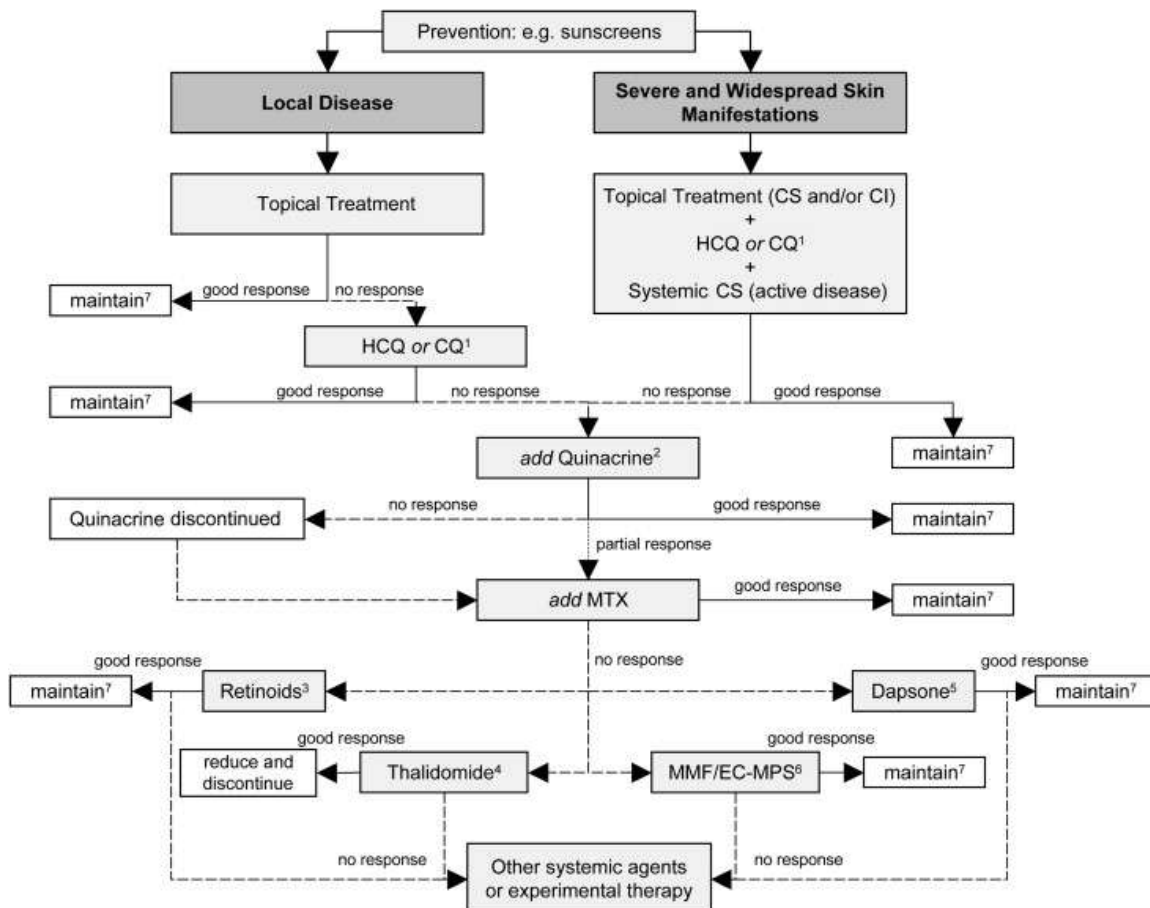 Prevention: e.g. sunscreens
Local Disease
Severe and Widespread Skin
Manifestations
Topical Treatment
Topical Treatment (CS and/or CI)
+
HCQ or CQ¹
+
Systemic CS (active disease)
maintain⁷
good response
no response
HCQ or CQ¹
maintain⁷
good response
no response
no response
good response
add Quinacrine²
maintain⁷
Quinacrine discontinued
no response
good response
maintain⁷
partial response
add MTX
good response
maintain⁷
no response
good response
maintain⁷
Retinoids³
Dapsone⁵
good response
maintain⁷
good response
reduce and
discontinue
Thalidomide⁴
MMF/EC-MPS⁶
good response
maintain⁷
no response
Other systemic agents
or experimental therapy
no response